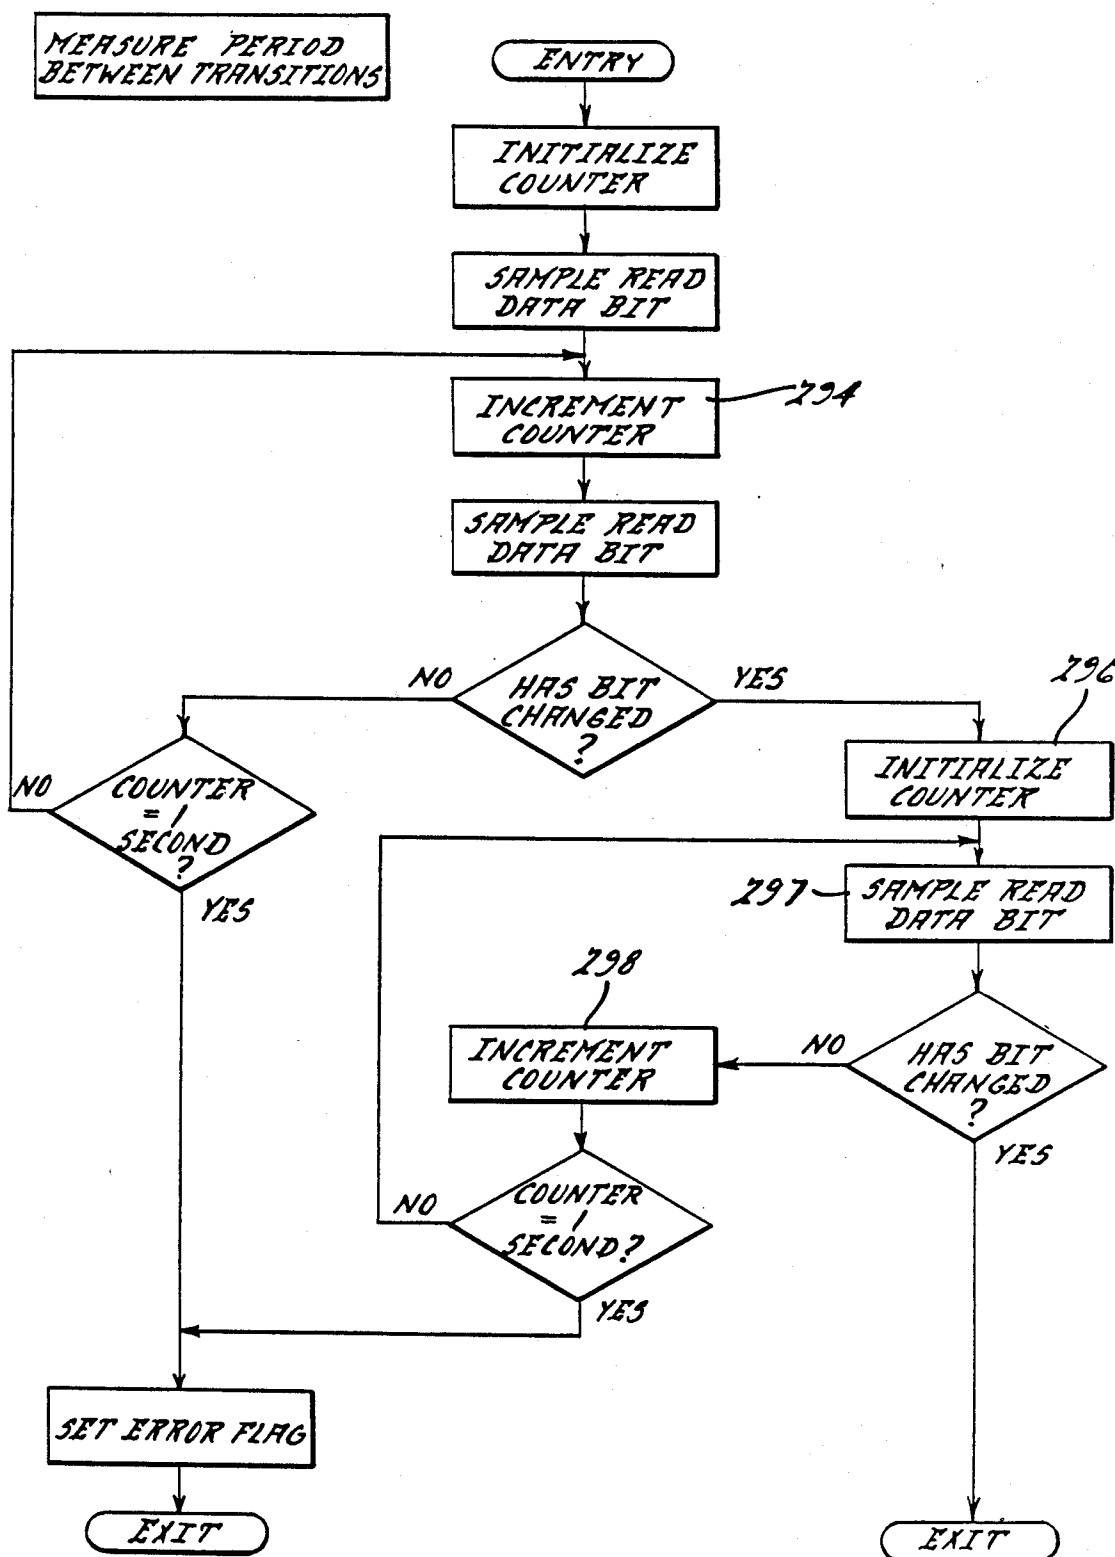 MEASURE PERIOD
BETWEEN TRANSITIONS
ENTRY
INITIALIZE
COUNTER
SAMPLE READ
DATA BIT
INCREMENT
COUNTER
294
SAMPLE READ
DATA BIT
HAS BIT
CHANGED
?
NO
YES
296
INITIALIZE
COUNTER
COUNTER
= 1
SECOND
?
NO
YES
297
SAMPLE READ
DATA BIT
298
INCREMENT
COUNTER
NO
HAS BIT
CHANGED
?
YES
COUNTER
= 1
SECOND?
NO
YES
SET ERROR FLAG
EXIT
EXIT